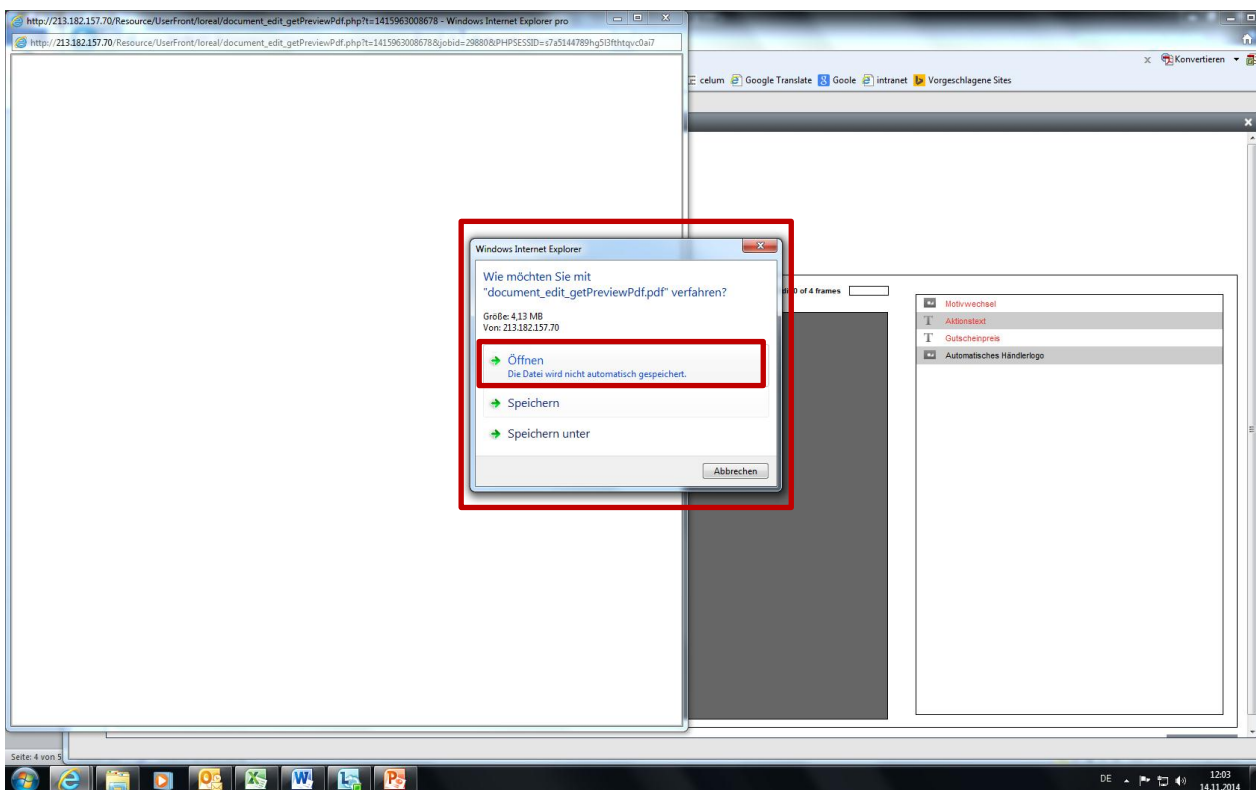 http://213.182.157.70/Resource/UserFront/loreal/document_edit_getPreviewPdf.php?t=1415963008678 - Windows Internet Explorer pro
http://213.182.157.70/Resource/UserFront/loreal/document_edit_getPreviewPdf.php?t=1415963008678&jobid=29880&PHPSESSID=s7a5144789hg5l3fthtqvc0ai7
x Konvertieren
celum Google Translate Goole intranet Vorgeschlagene Sites
Windows Internet Explorer
Wie möchten Sie mit
"document_edit_getPreviewPdf.pdf" verfahren?
Größe: 4,13 MB
Von: 213.182.157.70
Öffnen
Die Datei wird nicht automatisch gespeichert.
Speichern
Speichern unter
Abbrechen
0 of 4 frames
Motivwechsel
T Aktionstext
T Gutscheinpreis
Automatisches Händlerlogo
Seite: 4 von 5
DE
12:03
14.11.2014